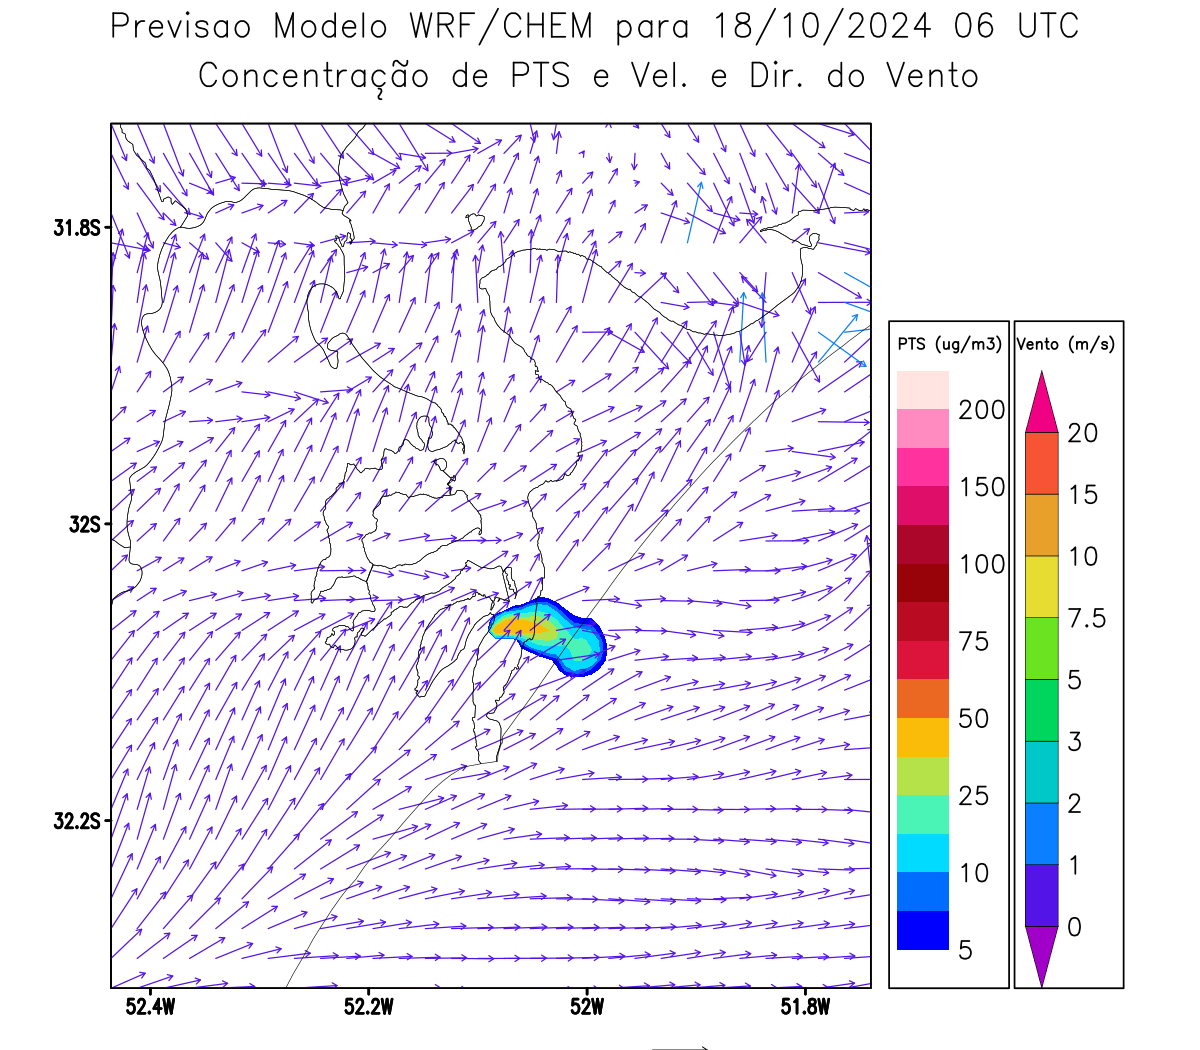 Previsao Modelo WRF/CHEM para 18/10/2024 06 UTC
Concentração de PTS e Vel. e Dir. do Vento
31.8S
32S
32.2S
52.4W 52.2W 52W 51.8W
PTS (ug/m3)
200
150
100
75
50
25
10
5
Vento (m/s)
20
15
10
7.5
5
3
2
1
0